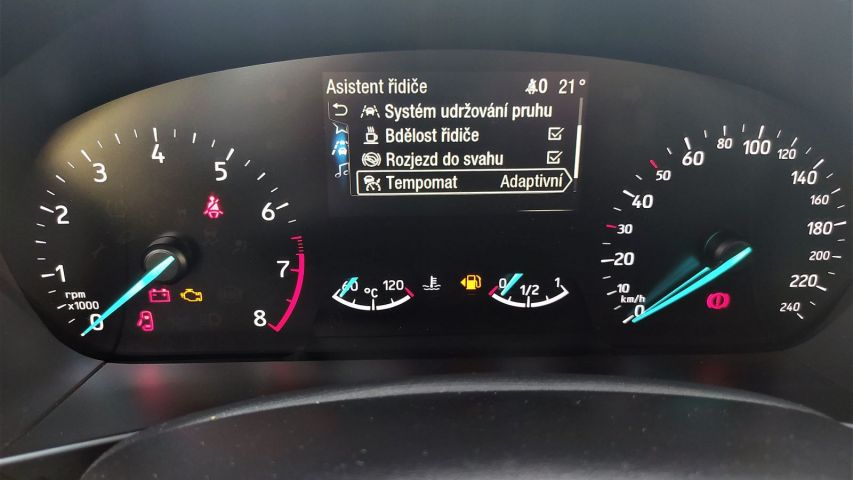 Asistent řidiče 0 21°
Systém udržování pruhu
Bdělost řidiče
Rozjezd do svahu
Tempomat Adaptivní
0
1
2
3
4
5
6
7
8
rpm
x1000
60 °C 120
0 1/2 1
0
10
20
30
40
50
60
80
100
120
140
160
180
200
220
240
km/h